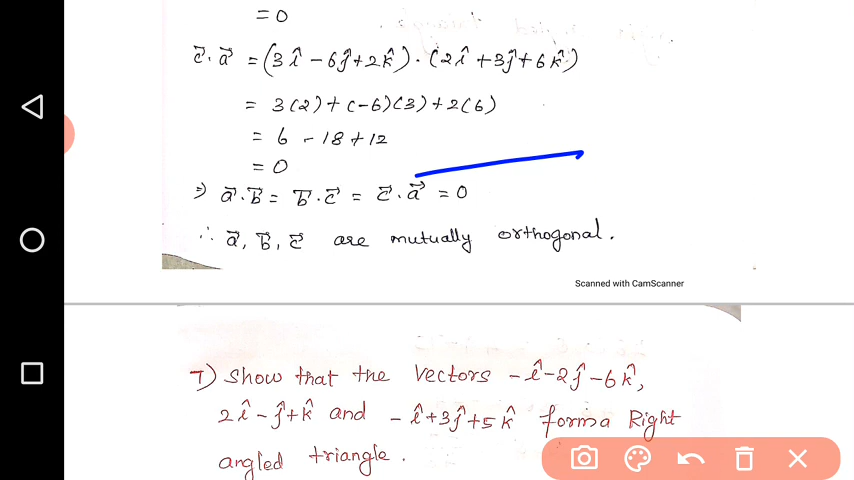 = 0
c⃗. a⃗ = (3î - 6ĵ + 2k̂) . (2î + 3ĵ + 6k̂)
= 3(2) + (-6)(3) + 2(6)
= 6 - 18 + 12
= 0
⇒ a⃗.b⃗ = b⃗.c⃗ = c⃗.a⃗ = 0
∴ a⃗, b⃗, c⃗ are mutually orthogonal.
Scanned with CamScanner
7) Show that the Vectors -î-2ĵ-6k̂,
2î-ĵ+k̂ and -î+3ĵ+5k̂ form a Right
angled triangle.